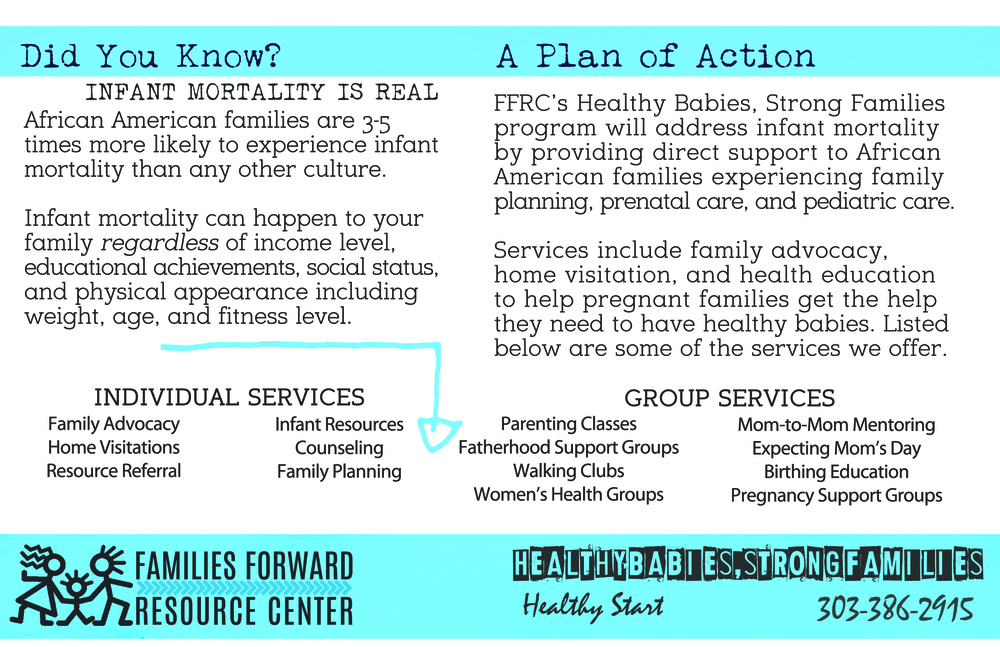 Did You Know?
INFANT MORTALITY IS REAL
African American families are 3-5
times more likely to experience infant
mortality than any other culture.
Infant mortality can happen to your
family regardless of income level,
educational achievements, social status,
and physical appearance including
weight, age, and fitness level.
A Plan of Action
FFRC's Healthy Babies, Strong Families
program will address infant mortality
by providing direct support to African
American families experiencing family
planning, prenatal care, and pediatric care.
Services include family advocacy,
home visitation, and health education
to help pregnant families get the help
they need to have healthy babies. Listed
below are some of the services we offer.
INDIVIDUAL SERVICES
Family Advocacy
Home Visitations
Resource Referral
Infant Resources
Counseling
Family Planning
GROUP SERVICES
Parenting Classes
Fatherhood Support Groups
Walking Clubs
Women's Health Groups
Mom-to-Mom Mentoring
Expecting Mom's Day
Birthing Education
Pregnancy Support Groups
FAMILIES FORWARD
RESOURCE CENTER
HEALTHY BABIES, STRONG FAMILIES
Healthy Start
303-386-2915